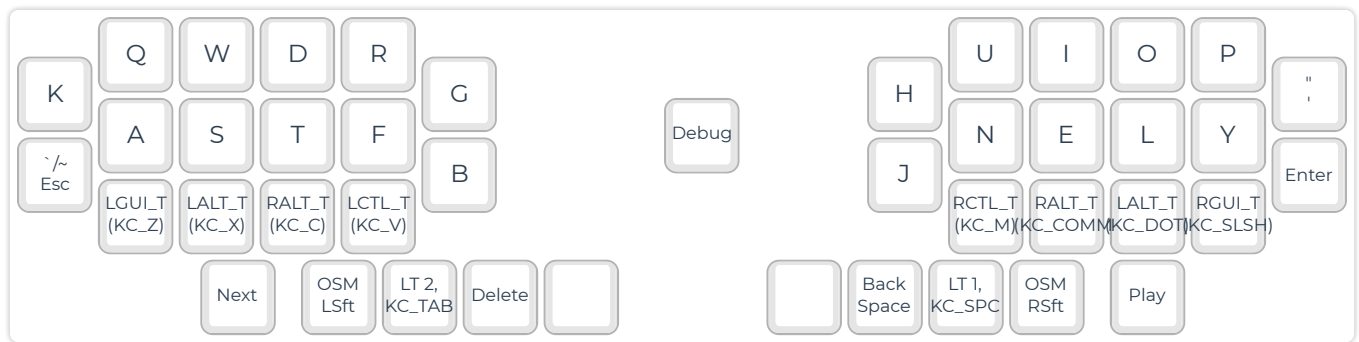 Q W D R
U I O P
K
G
H
"
'
A S T F
Debug
N E L Y
`/~
Esc
B
J
Enter
LGUI_T
(KC_Z)
LALT_T
(KC_X)
RALT_T
(KC_C)
LCTL_T
(KC_V)
RCTL_T
(KC_M)
RALT_T
(KC_COMM)
LALT_T
(KC_DOT)
RGUI_T
(KC_SLSH)
Next
OSM
LSft
LT 2,
KC_TAB
Delete
Back
Space
LT 1,
KC_SPC
OSM
RSft
Play